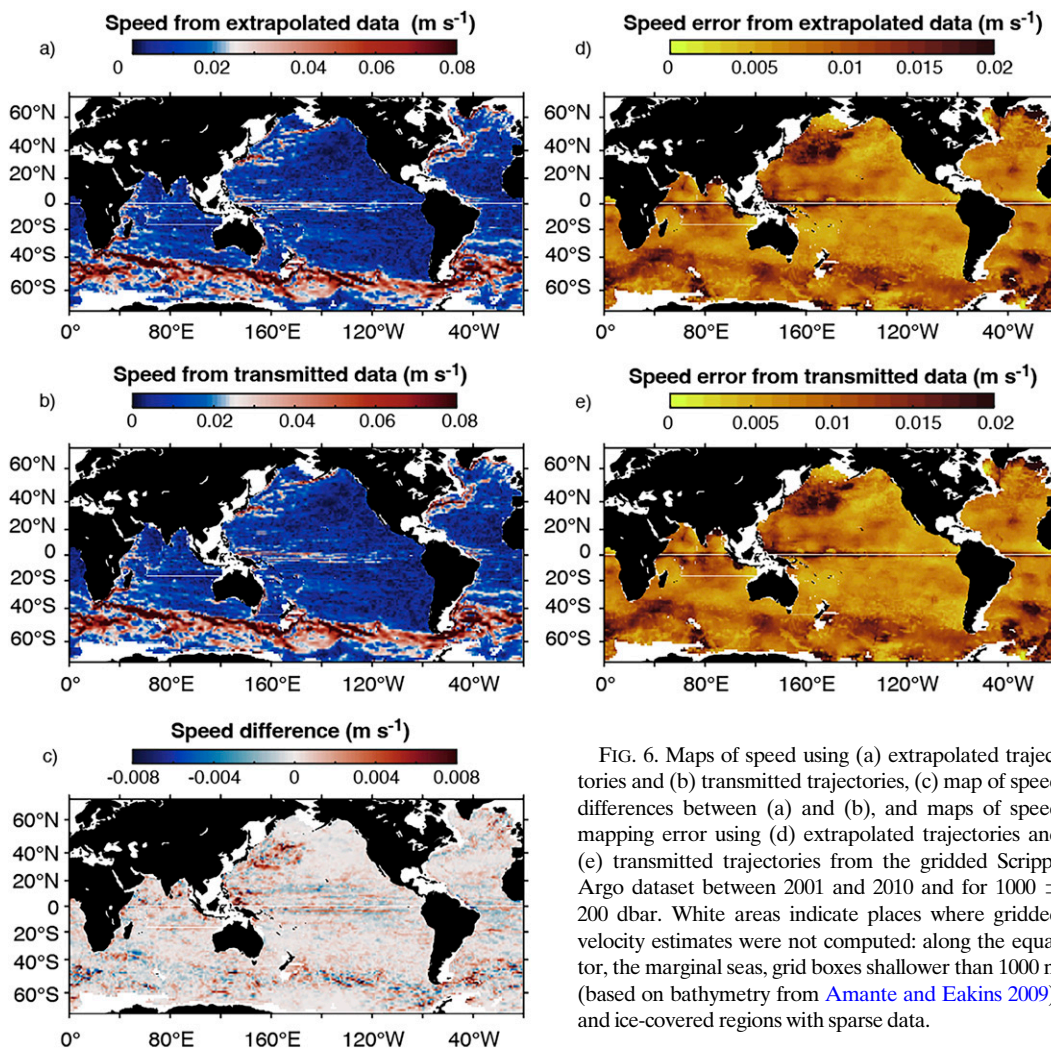 Speed from extrapolated data (m s⁻¹)
a)
0 0.02 0.04 0.06 0.08
60°N
40°N
20°N
0
20°S
40°S
60°S
0° 80°E 160°E 120°W 40°W
Speed from transmitted data (m s⁻¹)
b)
0 0.02 0.04 0.06 0.08
60°N
40°N
20°N
0
20°S
40°S
60°S
0° 80°E 160°E 120°W 40°W
Speed difference (m s⁻¹)
c)
-0.008 -0.004 0 0.004 0.008
60°N
40°N
20°N
0
20°S
40°S
60°S
0° 80°E 160°E 120°W 40°W
Speed error from extrapolated data (m s⁻¹)
d)
0 0.005 0.01 0.015 0.02
60°N
40°N
20°N
0
20°S
40°S
60°S
0° 80°E 160°E 120°W 40°W
Speed error from transmitted data (m s⁻¹)
e)
0 0.005 0.01 0.015 0.02
60°N
40°N
20°N
0
20°S
40°S
60°S
0° 80°E 160°E 120°W 40°W
FIG. 6. Maps of speed using (a) extrapolated trajec
tories and (b) transmitted trajectories, (c) map of speed
differences between (a) and (b), and maps of speed
mapping error using (d) extrapolated trajectories and
(e) transmitted trajectories from the gridded Scripp
Argo dataset between 2001 and 2010 and for 1000 ±
200 dbar. White areas indicate places where gridded
velocity estimates were not computed: along the equa
tor, the marginal seas, grid boxes shallower than 1000 m
(based on bathymetry from Amante and Eakins 2009)
and ice-covered regions with sparse data.